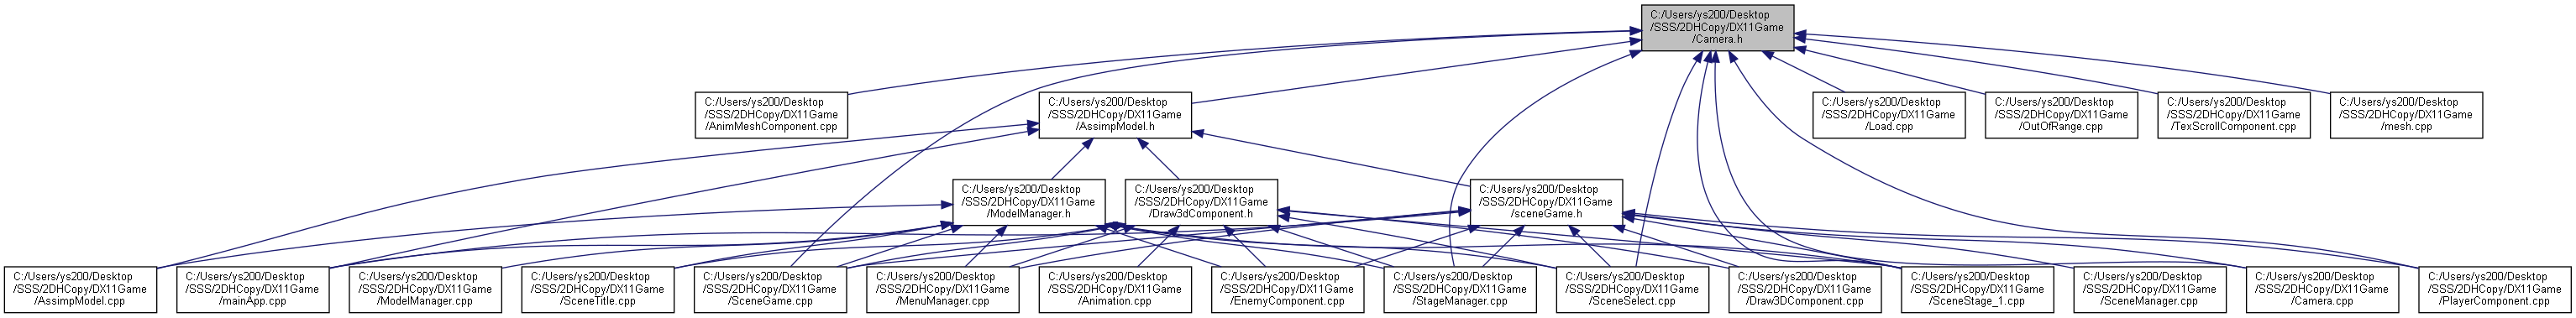 C:/Users/ys200/Desktop
/SSS/2DHCopy/DX11Game
/Camera.h
C:/Users/ys200/Desktop
/SSS/2DHCopy/DX11Game
/AnimMeshComponent.cpp
C:/Users/ys200/Desktop
/SSS/2DHCopy/DX11Game
/AssimpModel.h
C:/Users/ys200/Desktop
/SSS/2DHCopy/DX11Game
/Load.cpp
C:/Users/ys200/Desktop
/SSS/2DHCopy/DX11Game
/OutOfRange.cpp
C:/Users/ys200/Desktop
/SSS/2DHCopy/DX11Game
/TexScrollComponent.cpp
C:/Users/ys200/Desktop
/SSS/2DHCopy/DX11Game
/mesh.cpp
C:/Users/ys200/Desktop
/SSS/2DHCopy/DX11Game
/ModelManager.h
C:/Users/ys200/Desktop
/SSS/2DHCopy/DX11Game
/Draw3dComponent.h
C:/Users/ys200/Desktop
/SSS/2DHCopy/DX11Game
/sceneGame.h
C:/Users/ys200/Desktop
/SSS/2DHCopy/DX11Game
/AssimpModel.cpp
C:/Users/ys200/Desktop
/SSS/2DHCopy/DX11Game
/mainApp.cpp
C:/Users/ys200/Desktop
/SSS/2DHCopy/DX11Game
/ModelManager.cpp
C:/Users/ys200/Desktop
/SSS/2DHCopy/DX11Game
/SceneTitle.cpp
C:/Users/ys200/Desktop
/SSS/2DHCopy/DX11Game
/SceneGame.cpp
C:/Users/ys200/Desktop
/SSS/2DHCopy/DX11Game
/MenuManager.cpp
C:/Users/ys200/Desktop
/SSS/2DHCopy/DX11Game
/Animation.cpp
C:/Users/ys200/Desktop
/SSS/2DHCopy/DX11Game
/EnemyComponent.cpp
C:/Users/ys200/Desktop
/SSS/2DHCopy/DX11Game
/StageManager.cpp
C:/Users/ys200/Desktop
/SSS/2DHCopy/DX11Game
/SceneSelect.cpp
C:/Users/ys200/Desktop
/SSS/2DHCopy/DX11Game
/Draw3DComponent.cpp
C:/Users/ys200/Desktop
/SSS/2DHCopy/DX11Game
/SceneStage_1.cpp
C:/Users/ys200/Desktop
/SSS/2DHCopy/DX11Game
/SceneManager.cpp
C:/Users/ys200/Desktop
/SSS/2DHCopy/DX11Game
/Camera.cpp
C:/Users/ys200/Desktop
/SSS/2DHCopy/DX11Game
/PlayerComponent.cpp